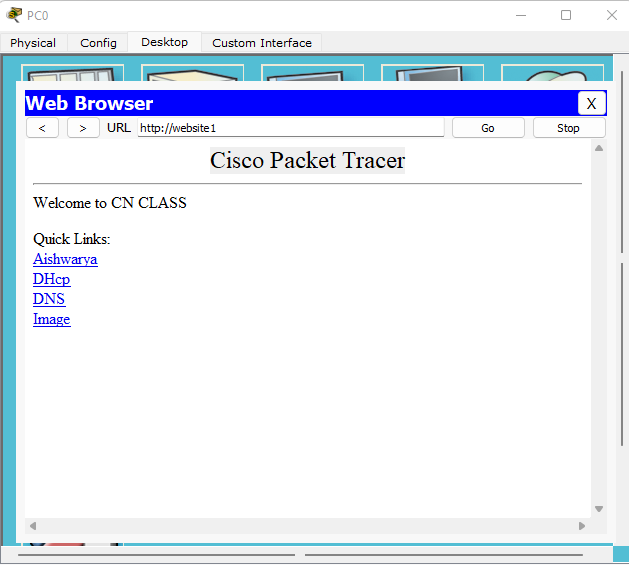 PC0
Physical Config Desktop Custom Interface
Web Browser X
< > URL http://website1 Go Stop
Cisco Packet Tracer
Welcome to CN CLASS
Quick Links:
Aishwarya
DHcp
DNS
Image